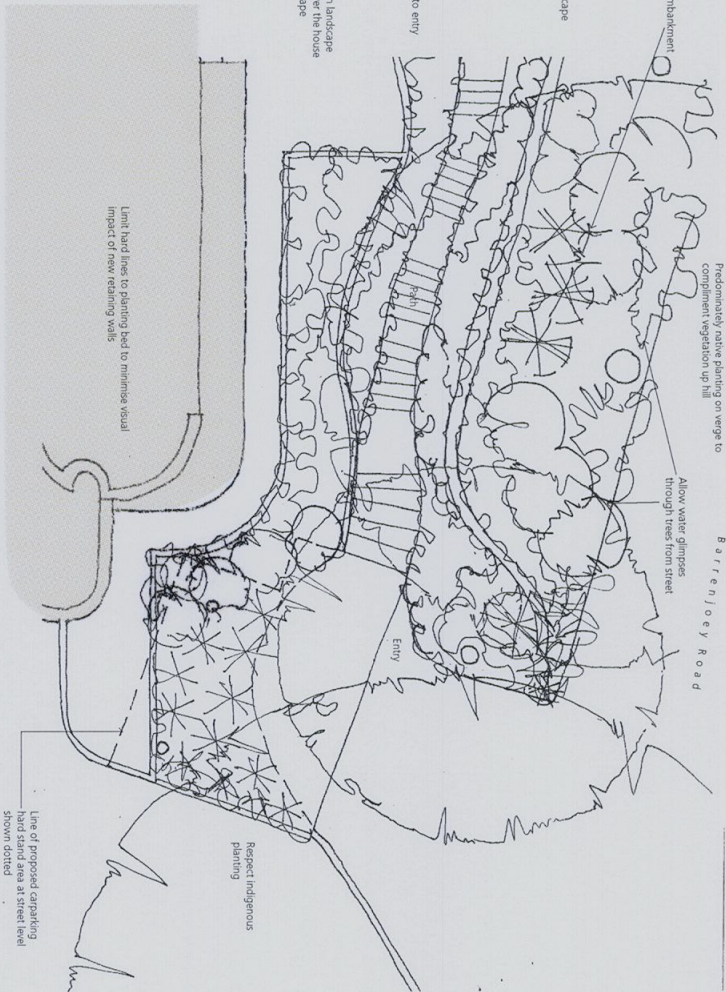 mbankment
to entry
cape
n landscape
er the house
ape
Predominately native planting on verge to
compliment vegetation up hill
Allow water glimpses
through trees from street
Barrenjoey Road
Path
Entry
Limit hard lines to planting bed to minimise visual
impact of new retaining walls
Respect indigenous
planting
Line of proposed carparking
hard stand area at street level
shown dotted